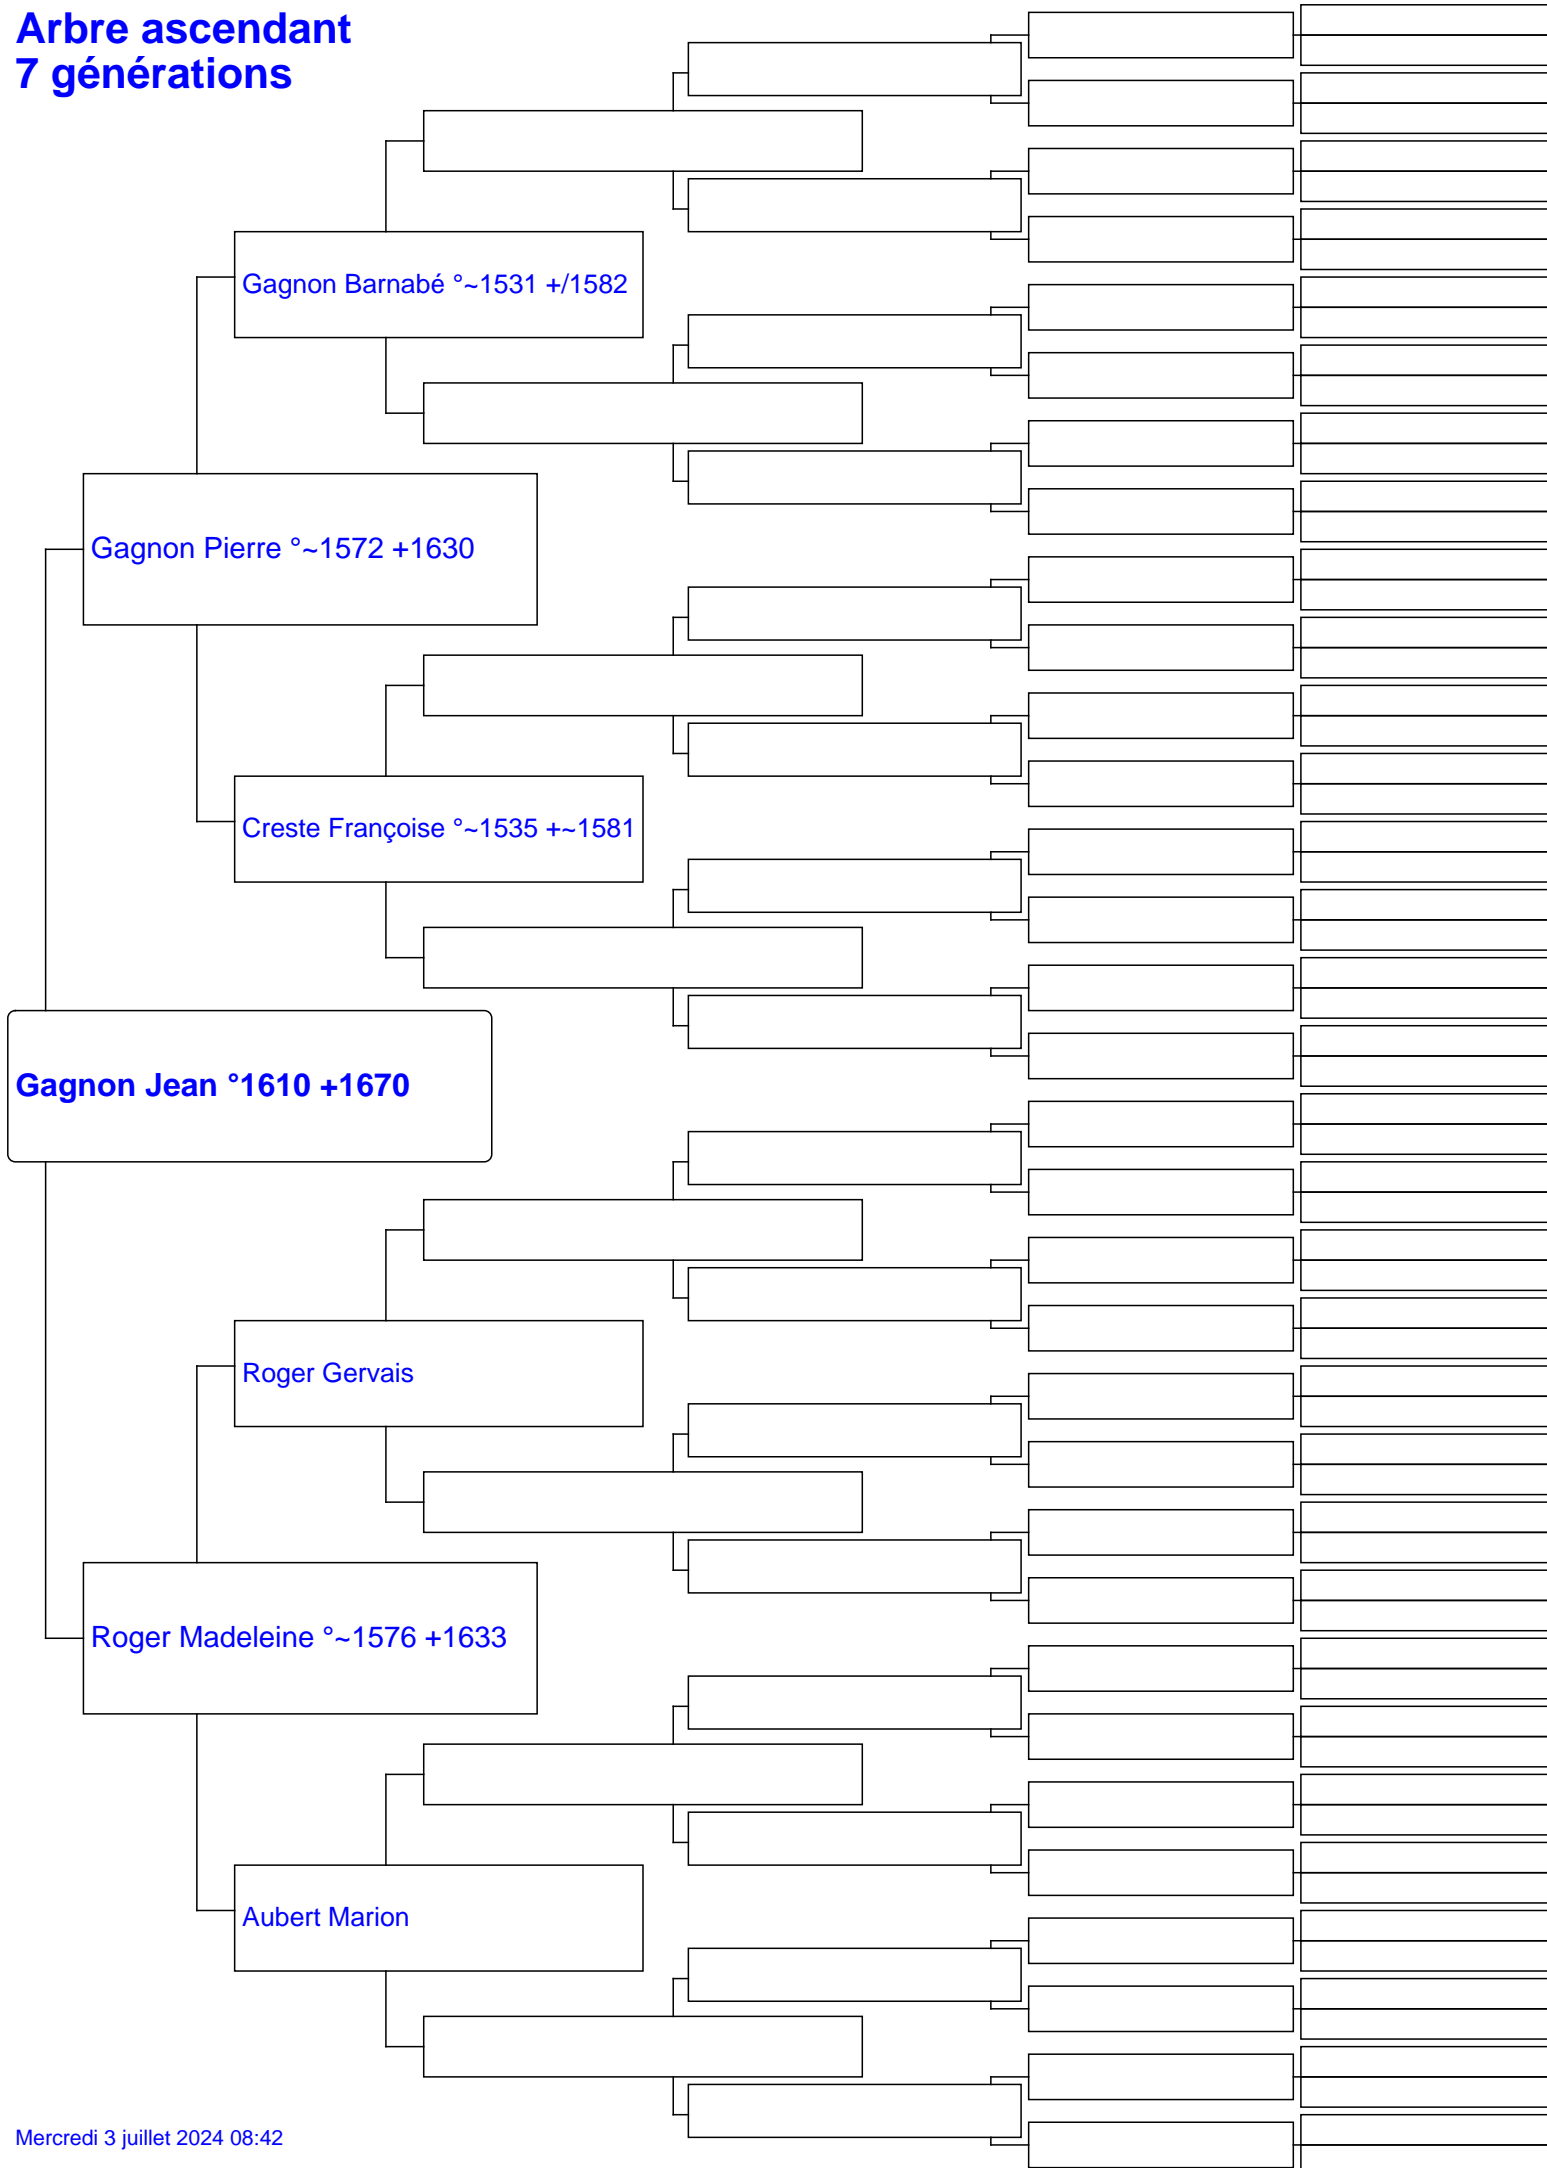 Arbre ascendant
7 générations
Gagnon Barnabé °~1531 +/1582
Gagnon Pierre °~1572 +1630
Creste Françoise °~1535 +~1581
Gagnon Jean °1610 +1670
Roger Gervais
Roger Madeleine °~1576 +1633
Aubert Marion
Mercredi 3 juillet 2024 08:42